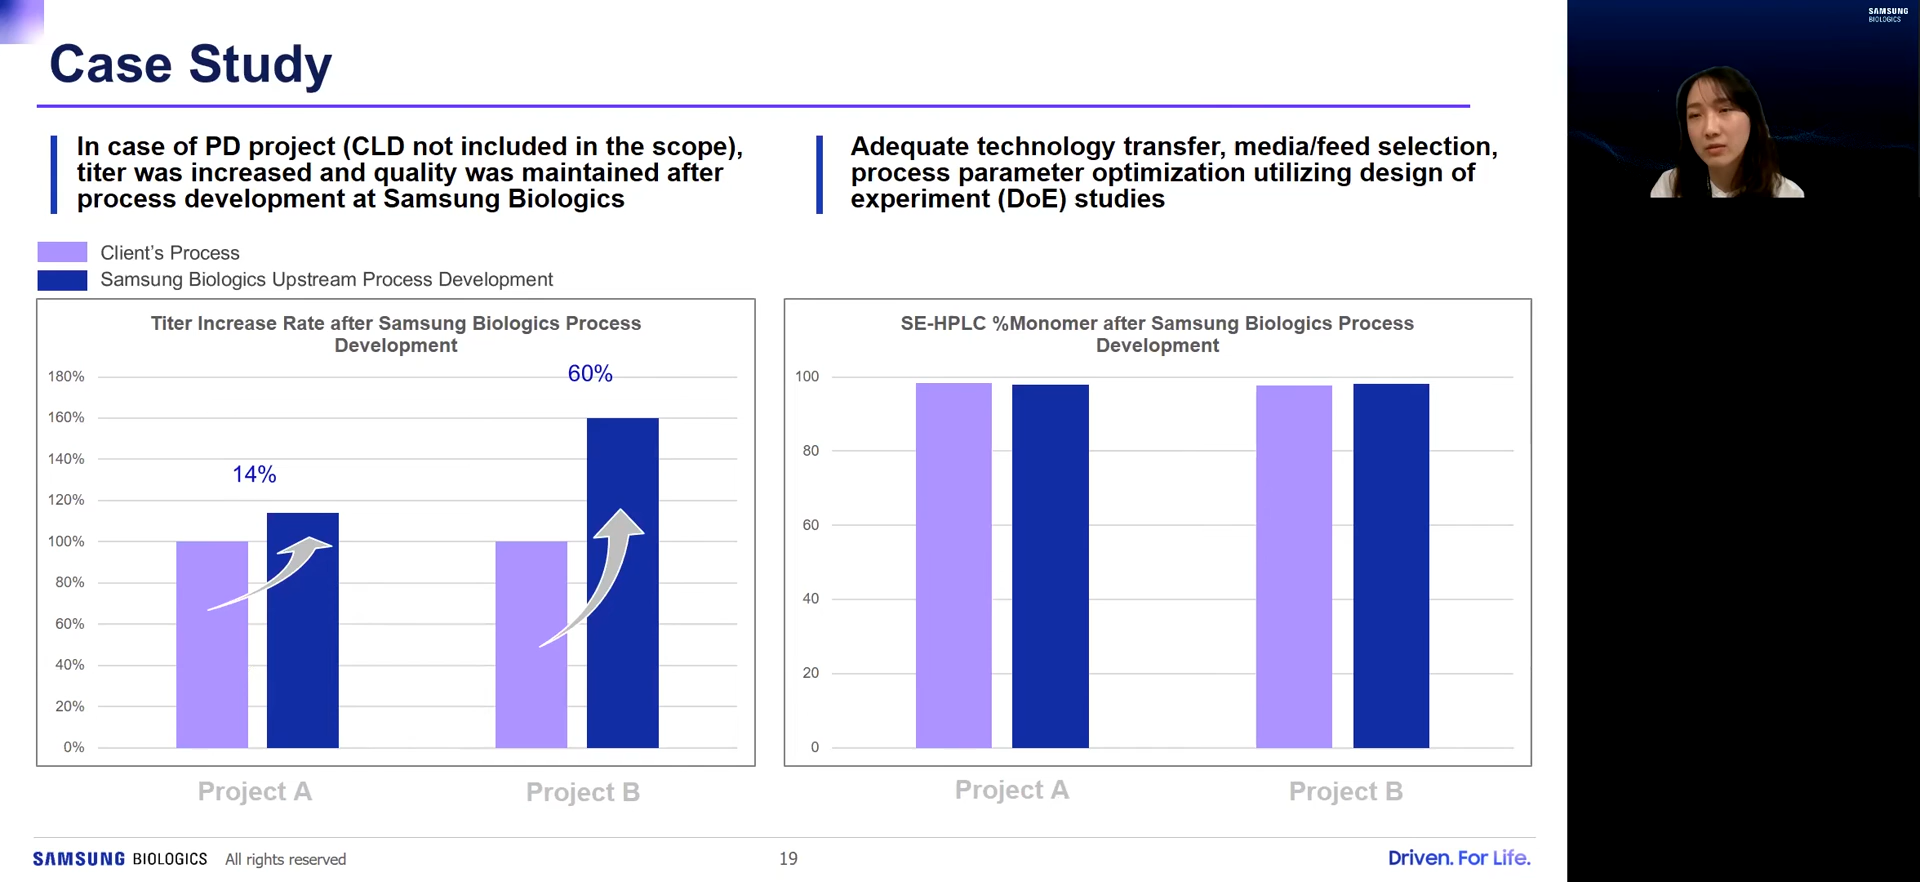 Case Study
In case of PD project (CLD not included in the scope),
titer was increased and quality was maintained after
process development at Samsung Biologics
Adequate technology transfer, media/feed selection,
process parameter optimization utilizing design of
experiment (DoE) studies
Client's Process
Samsung Biologics Upstream Process Development
Titer Increase Rate after Samsung Biologics Process
Development
180%
160%
140%
120%
100%
80%
60%
40%
20%
0%
14%
60%
Project A
Project B
SE-HPLC %Monomer after Samsung Biologics Process
Development
100
80
60
40
20
0
Project A
Project B
SAMSUNG BIOLOGICS All rights reserved
19
Driven. For Life.
SAMSUNG
BIOLOGICS